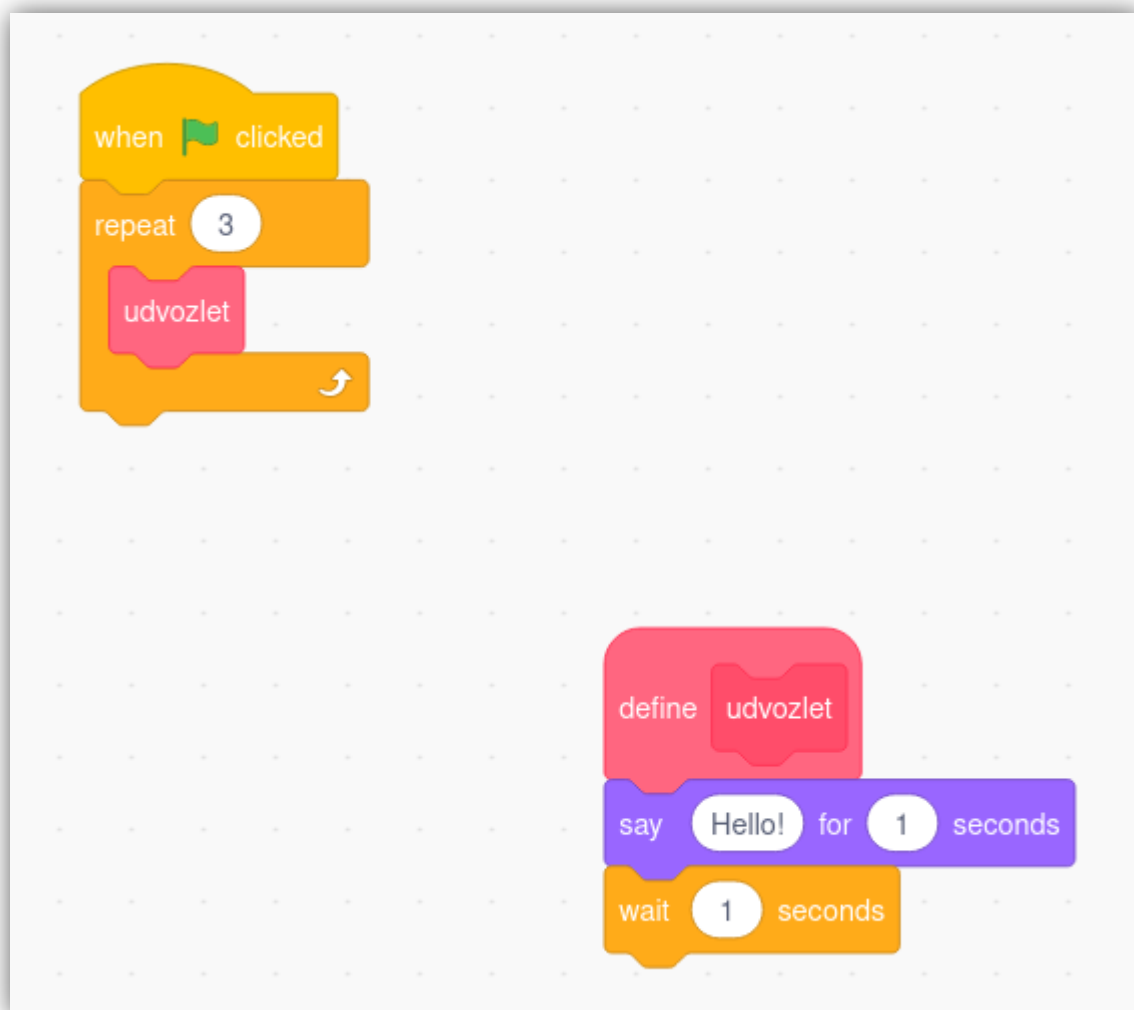 when clicked
repeat 3
udvozlet
define udvozlet
say Hello! for 1 seconds
wait 1 seconds